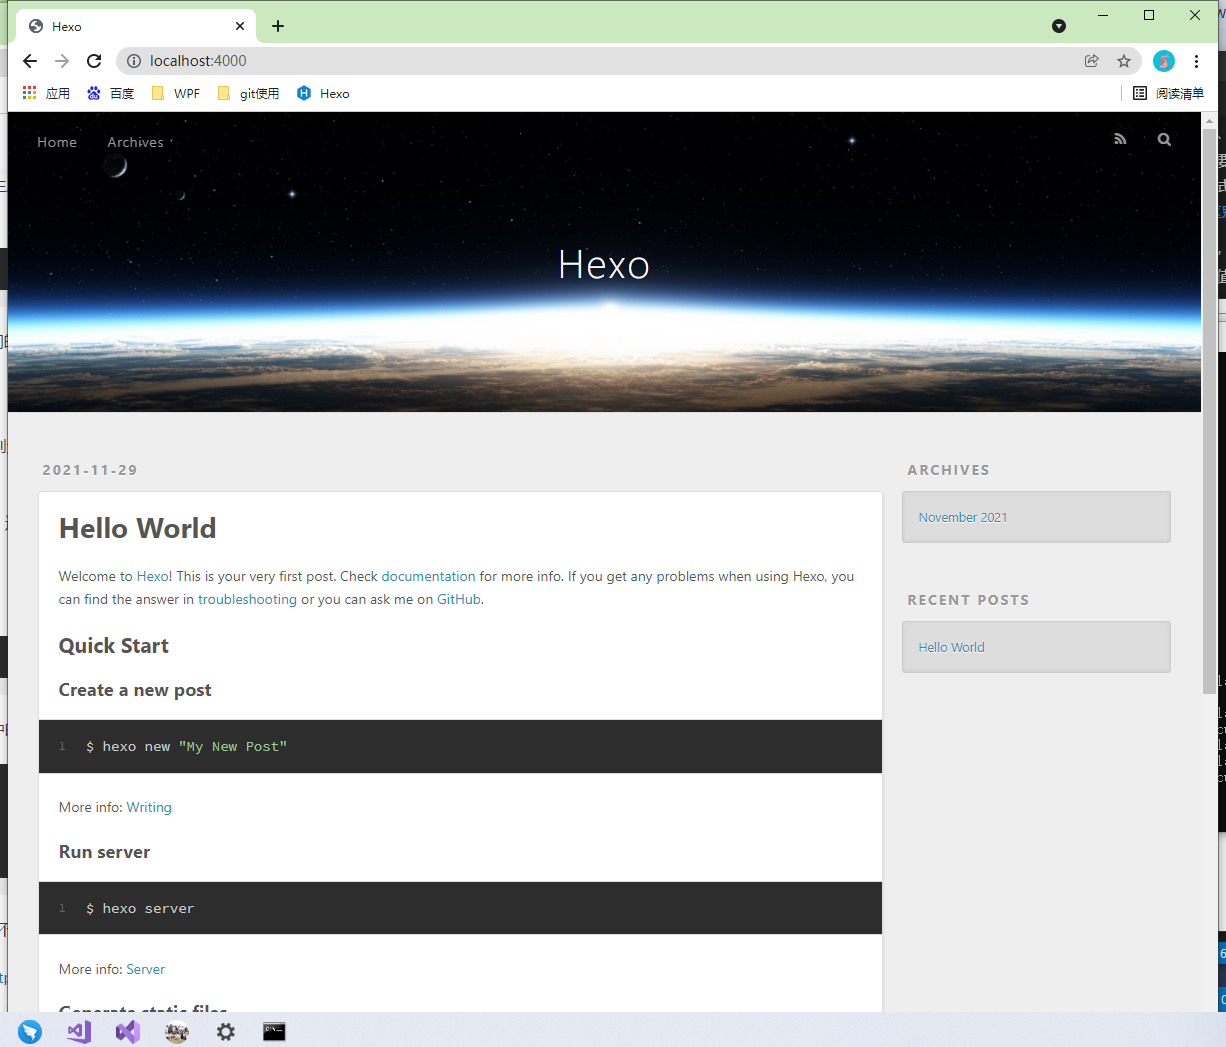 Hexo
localhost:4000
应用 百度 WPF git使用 Hexo 阅读清单
Home Archives
Hexo
2021-11-29
Hello World
Welcome to Hexo! This is your very first post. Check documentation for more info. If you get any problems when using Hexo, you
can find the answer in troubleshooting or you can ask me on GitHub.
Quick Start
Create a new post
1 $ hexo new "My New Post"
More info: Writing
Run server
1 $ hexo server
More info: Server
Generate static files
ARCHIVES
November 2021
RECENT POSTS
Hello World